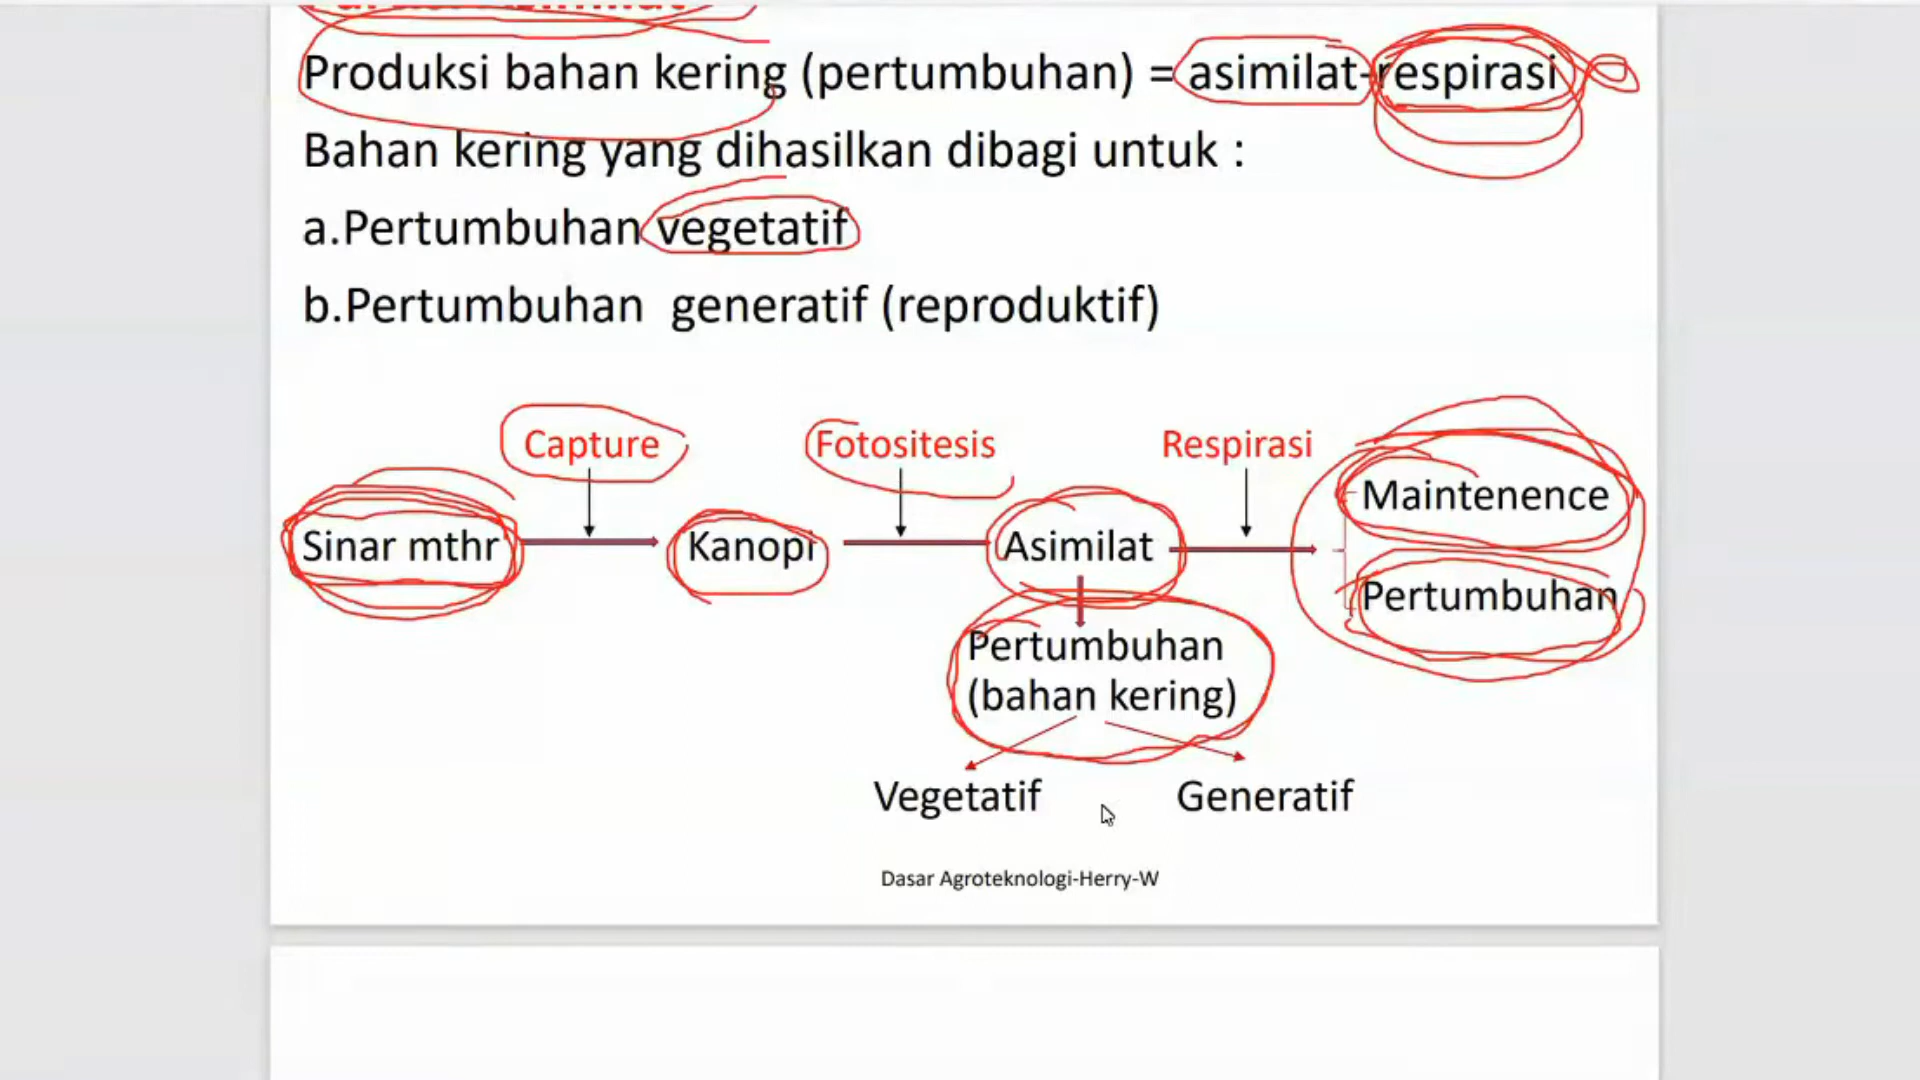 Produksi bahan kering (pertumbuhan) = asimilat-respirasi
Bahan kering yang dihasilkan dibagi untuk :
a.Pertumbuhan vegetatif
b.Pertumbuhan generatif (reproduktif)
Capture
Fotositesis
Respirasi
Maintenence
Sinar mthr
Kanopi
Asimilat
Pertumbuhan
Pertumbuhan
(bahan kering)
Vegetatif
Generatif
Dasar Agroteknologi-Herry-W